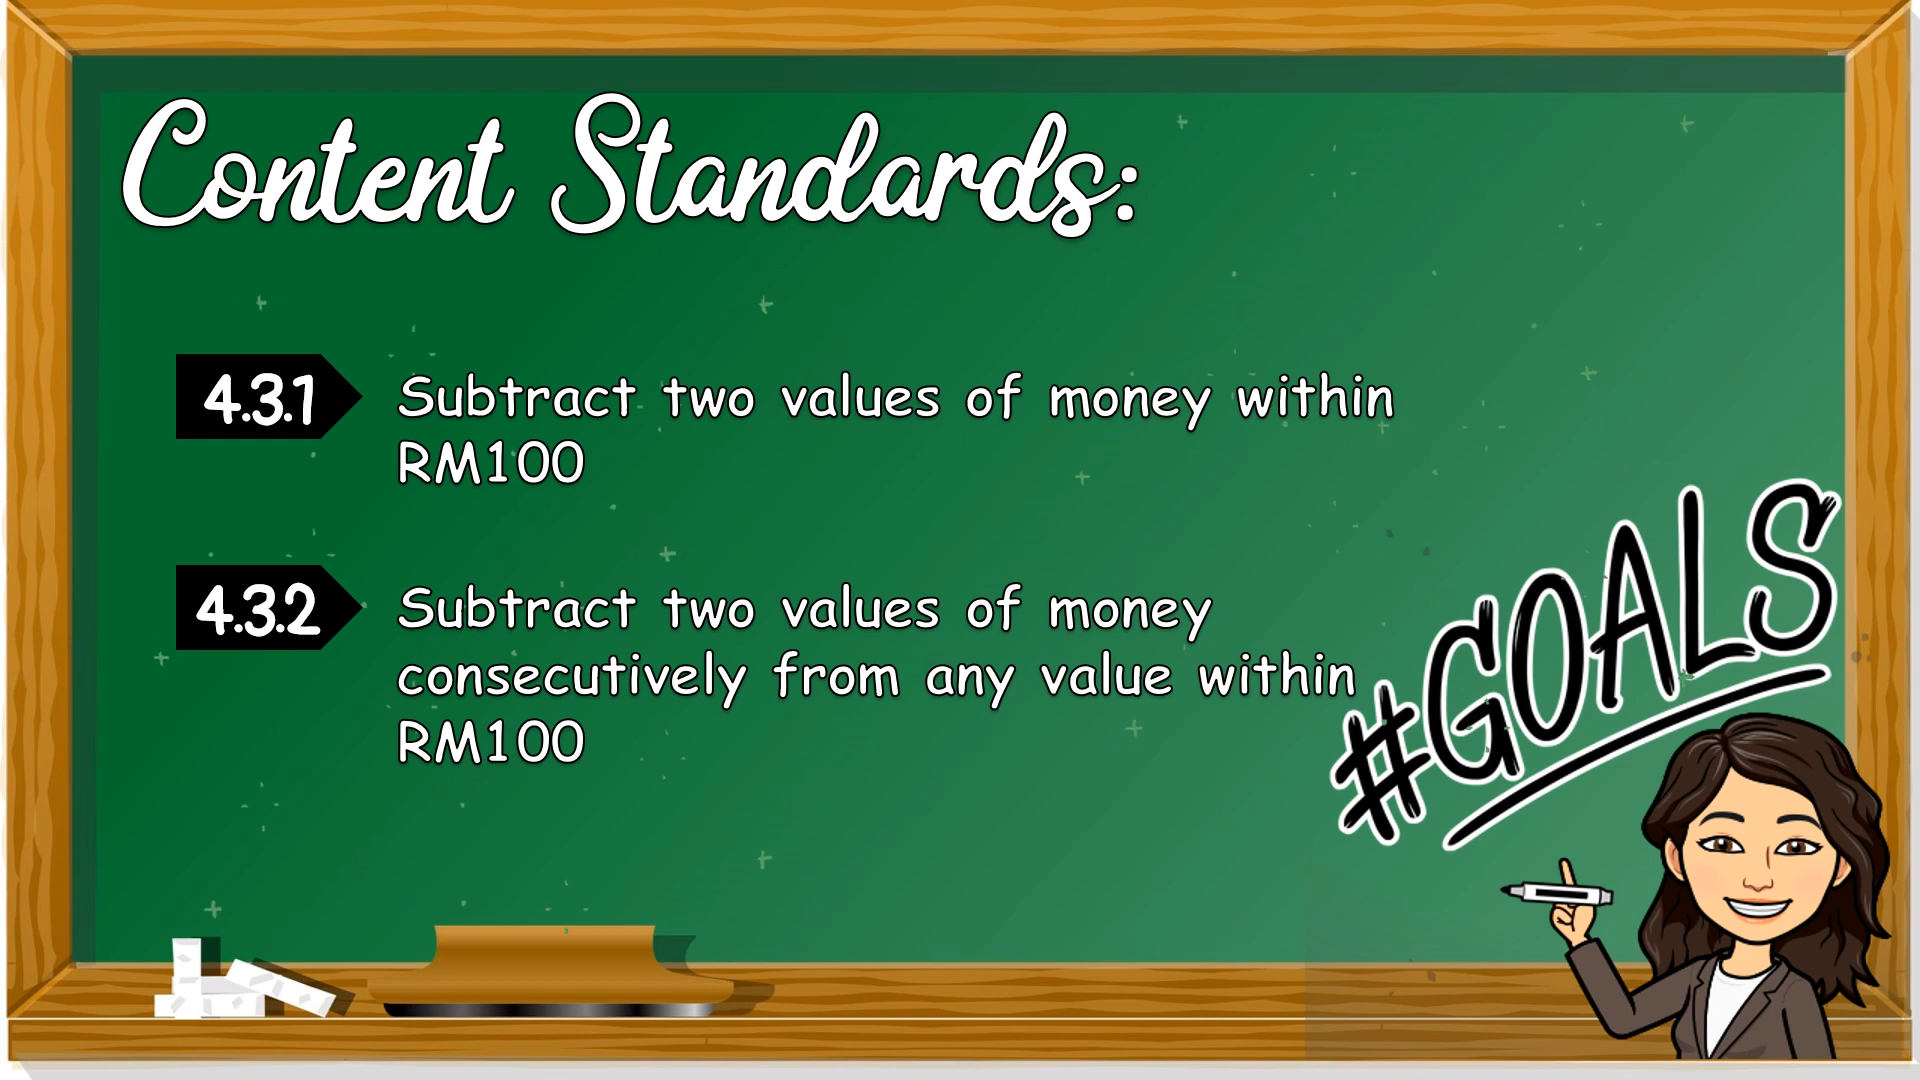 Content Standards:
4.3.1
Subtract two values of money within
RM100
4.3.2
Subtract two values of money
consecutively from any value within
RM100
#GOALS